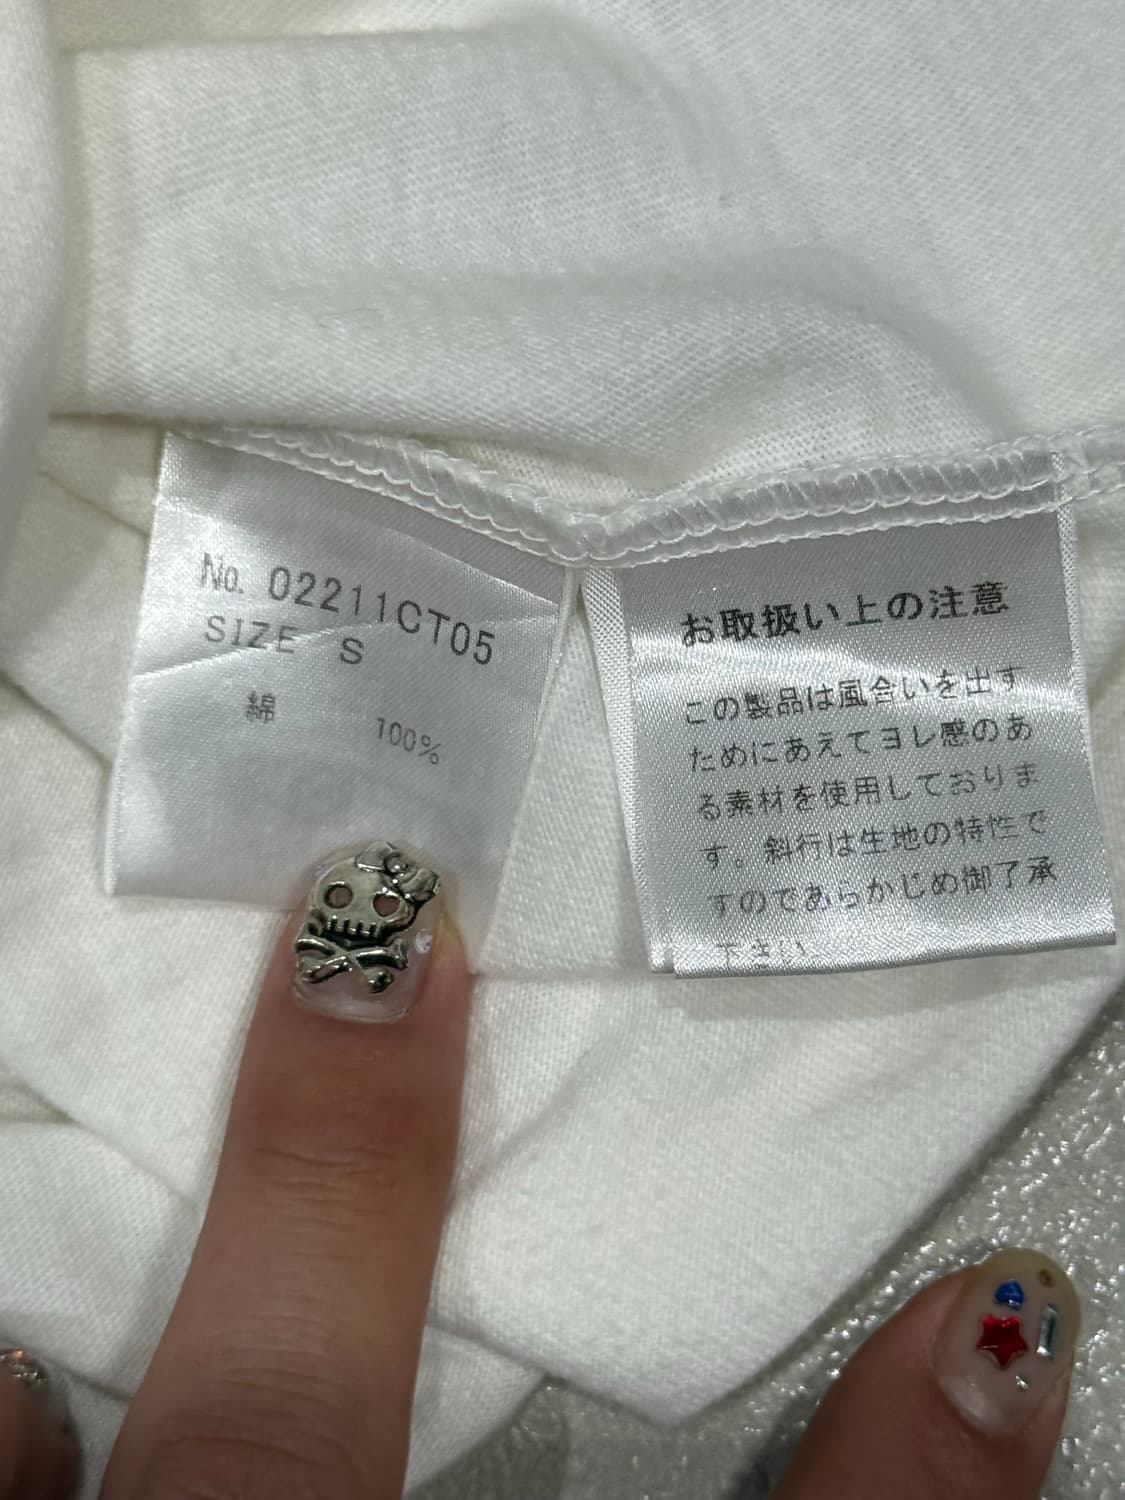 No. 02211CT05
SIZE S
綿 100%
お取扱い上の注意
この製品は風合いを出す
ためにあえてヨレ感のあ
る素材を使用しておりま
す。斜行は生地の特性で
すのであらかじめ御了承
下さい